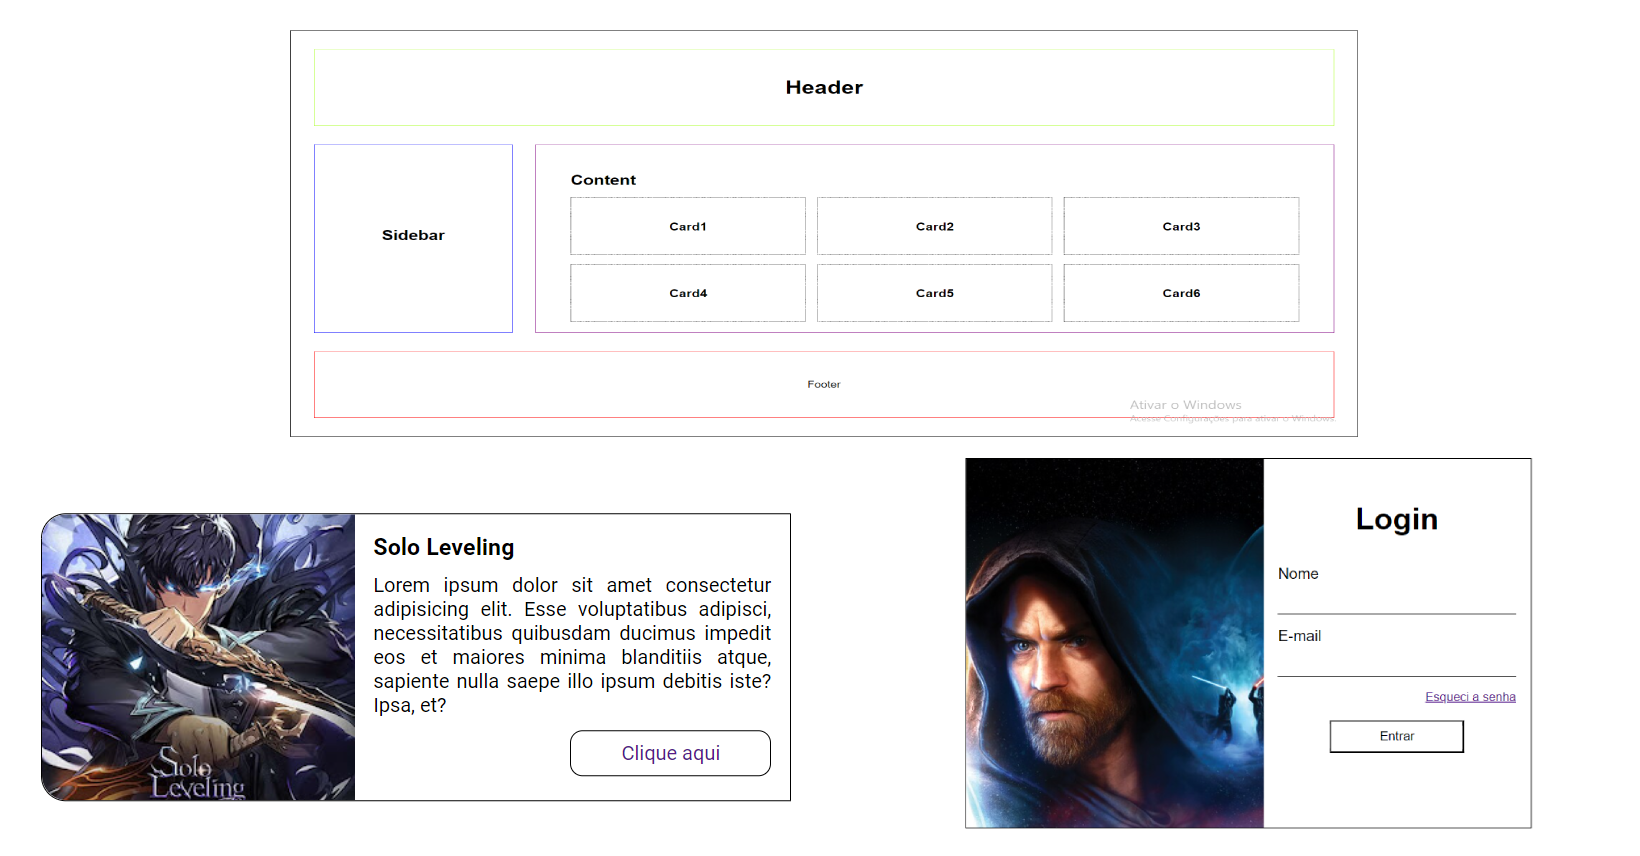 Header
Sidebar
Content
Card1
Card2
Card3
Card4
Card5
Card6
Footer
Ativar o Windows
Acesse Configurações para ativar o Windows.
Solo Leveling
Lorem ipsum dolor sit amet consectetur
adipisicing elit. Esse voluptatibus adipisci,
necessitatibus quibusdam ducimus impedit
eos et maiores minima blanditiis atque,
sapiente nulla saepe illo ipsum debitis iste?
Ipsa, et?
Clique aqui
Solo
Leveling
Login
Nome
E-mail
Esqueci a senha
Entrar